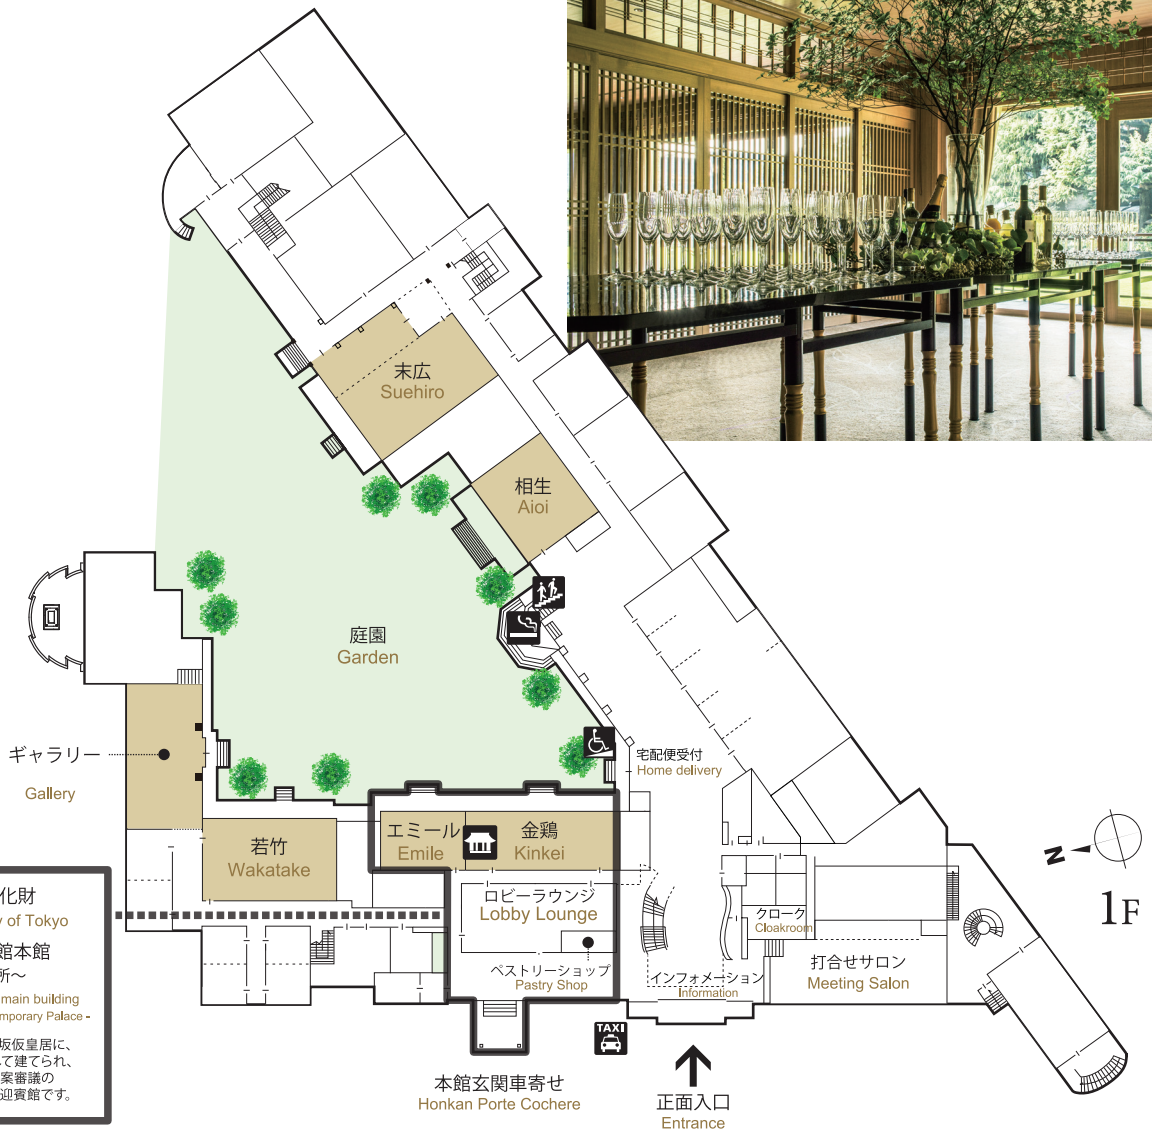 末広
Suehiro
相生
Aioi
庭園
Garden
ギャラリー
Gallery
宅配便受付
Home delivery
エミール
Emile
金鶏
Kinkei
若竹
Wakatake
ロビーラウンジ
Lobby Lounge
ペストリーショップ
Pastry Shop
クローク
Cloakroom
インフォメーション
Information
打合せサロン
Meeting Salon
N
1F
化財
y of Tokyo
館本館
所～
main building
mporary Palace -
坂仮皇居に、
て建てられ、
案審議の
迎賓館です。
TAXI
本館玄関車寄せ
Honkan Porte Cochere
正面入口
Entrance